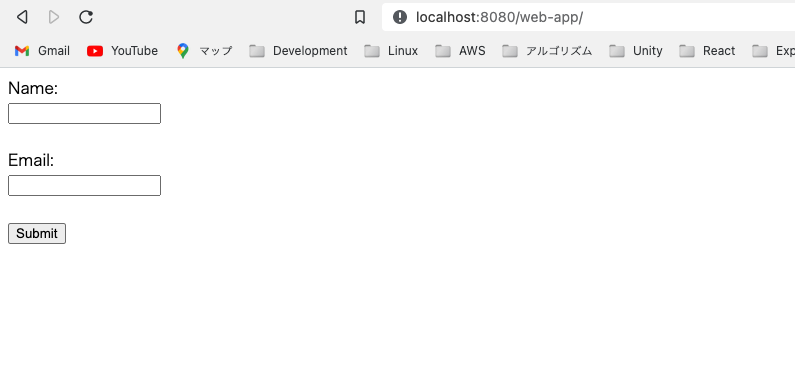 localhost:8080/web-app/
Gmail YouTube マップ Development Linux AWS アルゴリズム Unity React Exp
Name:
Email:
Submit